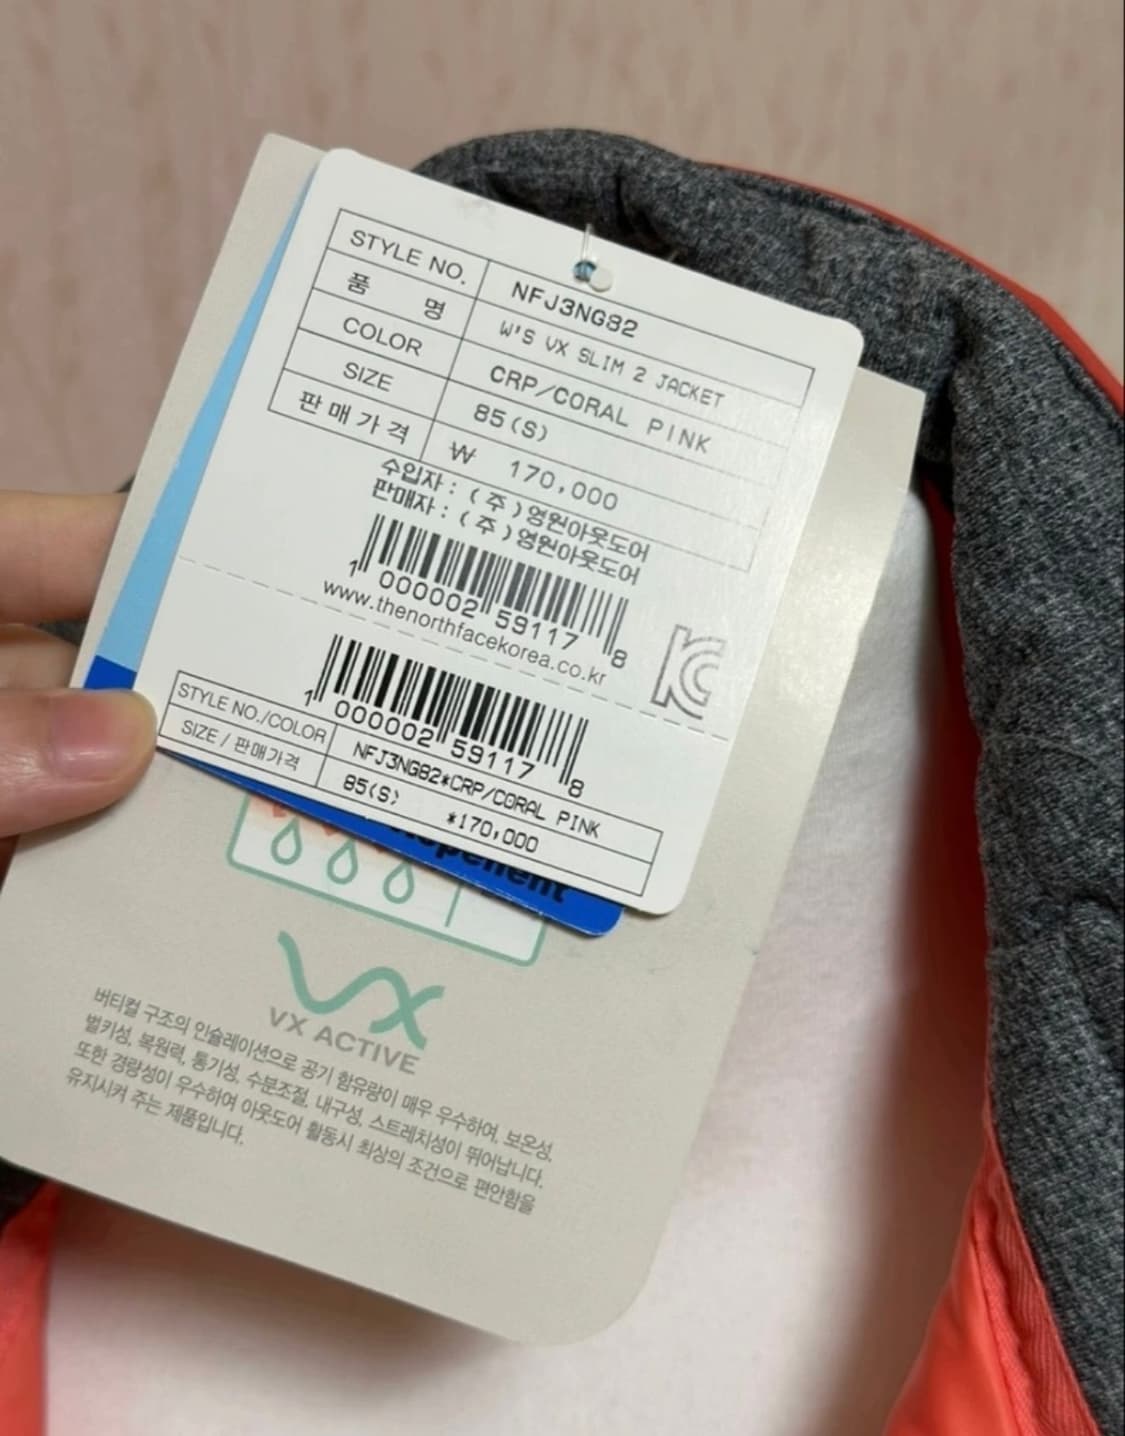 STYLE NO. NFJ3NG82
품 명 W'S VX SLIM 2 JACKET
COLOR CRP/CORAL PINK
SIZE 85(S)
판매가격 ₩ 170,000
수입자 : (주)영원아웃도어
판매자 : (주)영원아웃도어
1 000002 59117 8
www.thenorthfacekorea.co.kr
1 000002 59117 8
STYLE NO./COLOR NFJ3NG82*CRP/CORAL PINK
SIZE / 판매가격 85(S) *170,000
VX
VX ACTIVE
버티컬 구조의 인슐레이션으로 공기 함유량이 매우 우수하여, 보온성,
벌키성, 복원력, 통기성, 수분조절, 내구성, 스트레치성이 뛰어납니다.
또한 경량성이 우수하여 아웃도어 활동시 최상의 조건으로 편안함을
유지시켜 주는 제품입니다.